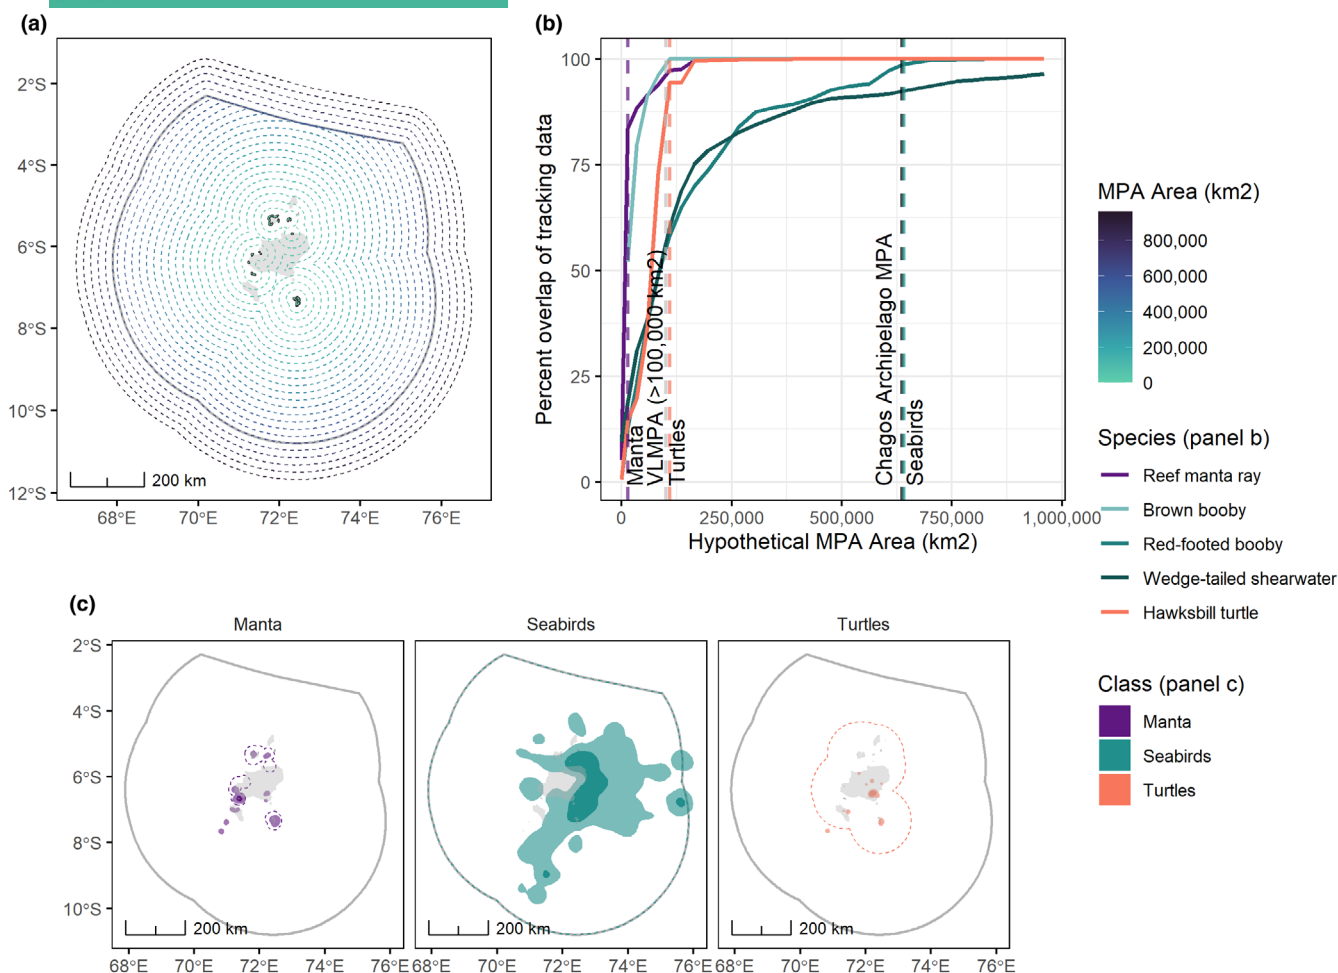 (a)
2°S
4°S
6°S
8°S
10°S
12°S
200 km
68°E 70°E 72°E 74°E 76°E
(b)
Percent overlap of tracking data
100
75
50
25
0
Manta
VLMPA (>100,000 km2)
Turtles
Chagos Archipelago MPA
Seabirds
0 250,000 500,000 750,000 1,000,000
Hypothetical MPA Area (km2)
MPA Area (km2)
800,000
600,000
400,000
200,000
0
Species (panel b)
Reef manta ray
Brown booby
Red-footed booby
Wedge-tailed shearwater
Hawksbill turtle
(c)
Manta Seabirds Turtles
2°S
4°S
6°S
8°S
10°S
200 km 200 km 200 km
68°E 70°E 72°E 74°E 76°E 68°E 70°E 72°E 74°E 76°E 68°E 70°E 72°E 74°E 76°E
Class (panel c)
Manta
Seabirds
Turtles